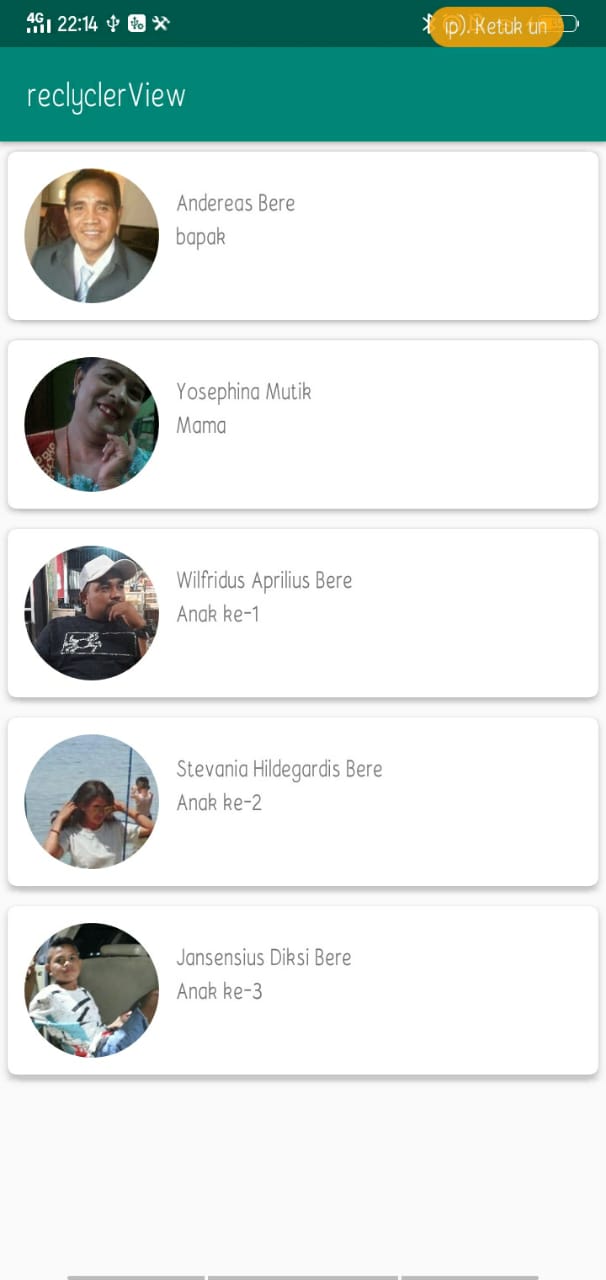 4G 22:14
ip). Ketuk un
reclyclerView
Andereas Bere
bapak
Yosephina Mutik
Mama
Wilfridus Aprilius Bere
Anak ke-1
Stevania Hildegardis Bere
Anak ke-2
Jansensius Diksi Bere
Anak ke-3